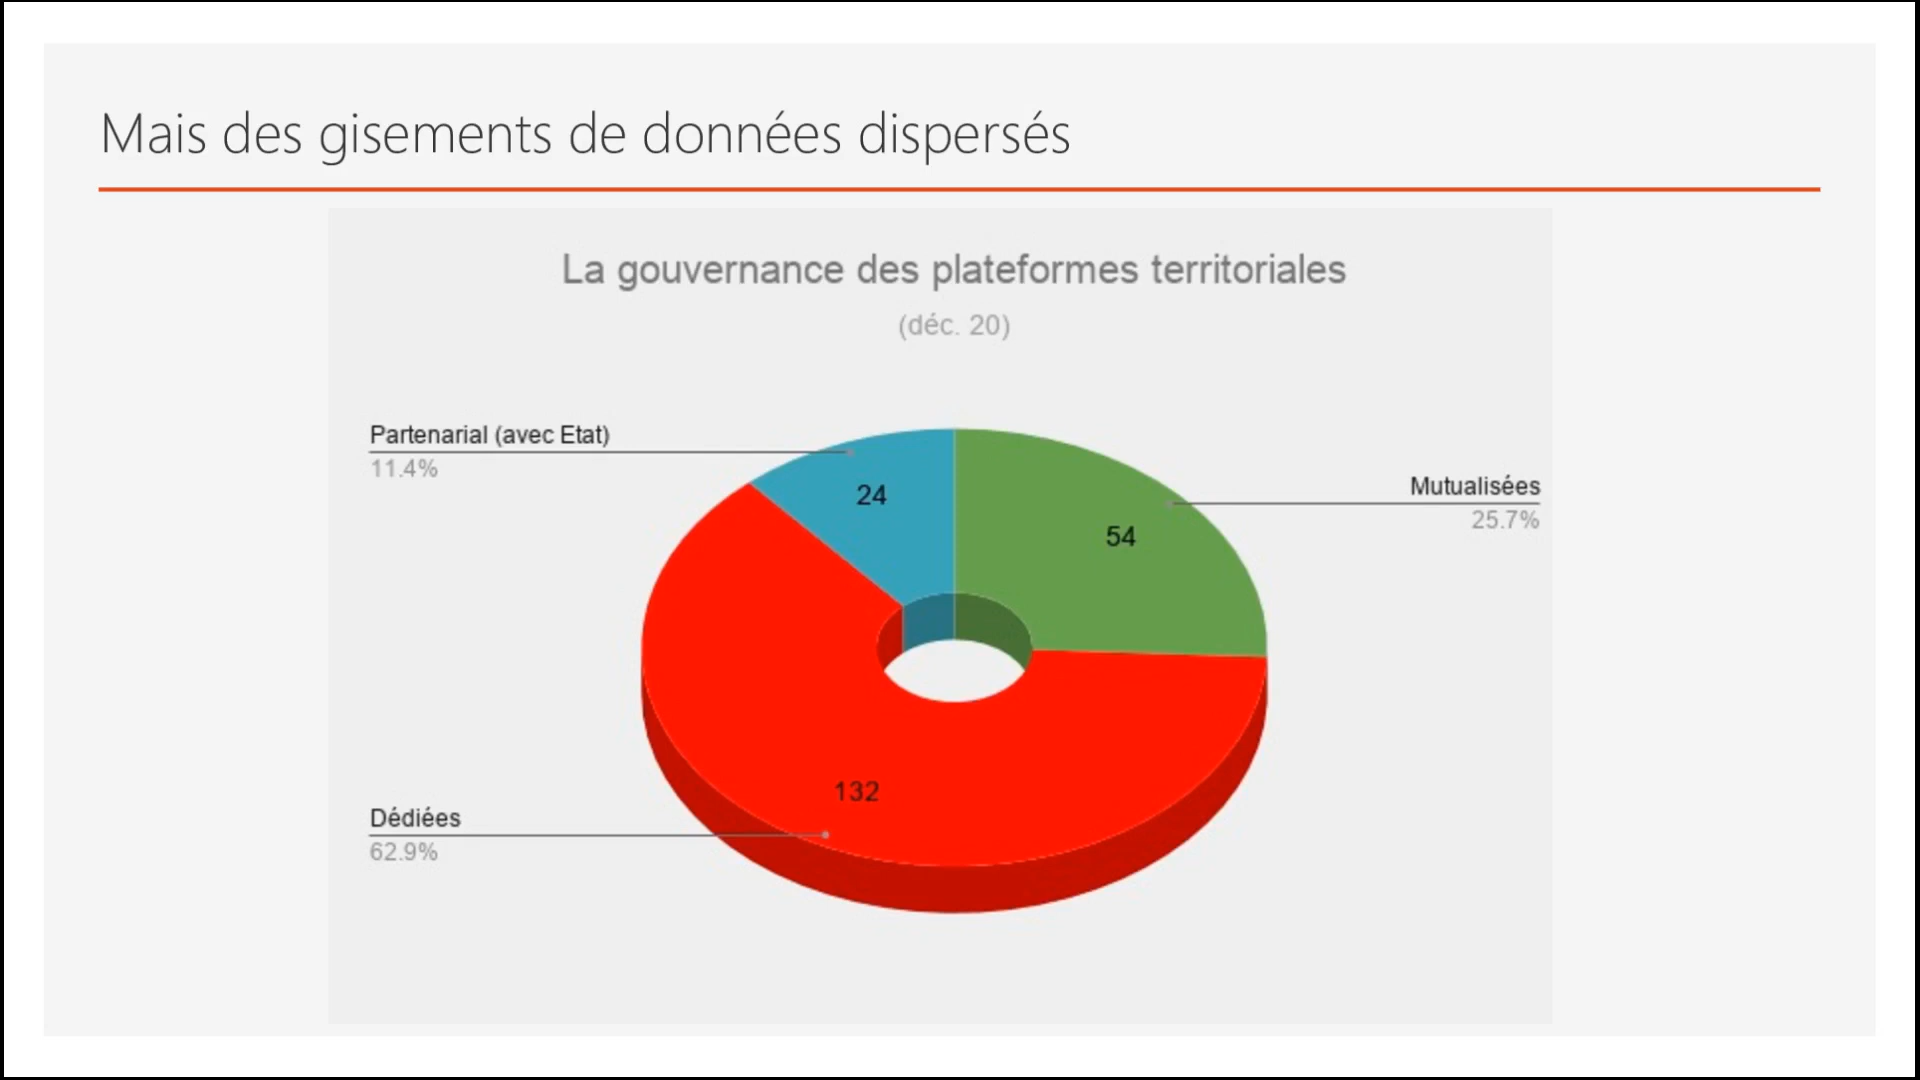 Mais des gisements de données dispersés
La gouvernance des plateformes territoriales
(déc. 20)
Partenarial (avec Etat)
11.4%
24
Mutualisées
25.7%
54
132
Dédiées
62.9%